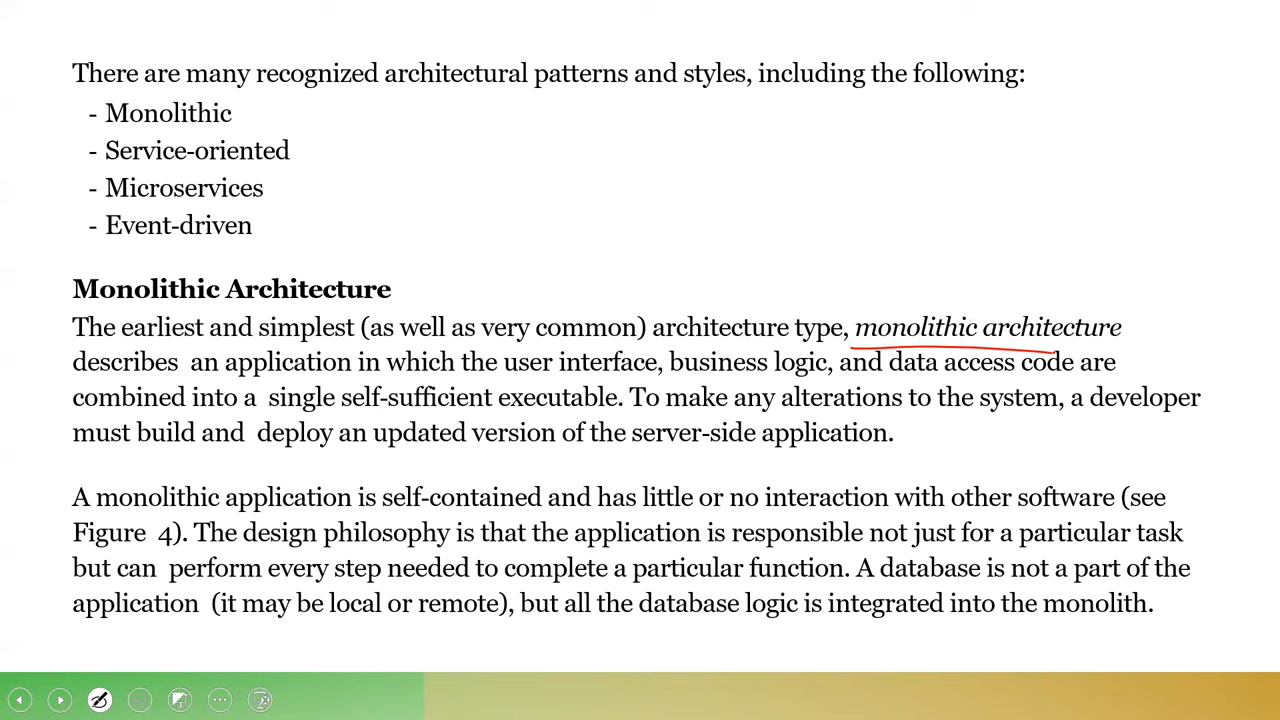 There are many recognized architectural patterns and styles, including the following:
- Monolithic
- Service-oriented
- Microservices
- Event-driven
Monolithic Architecture
The earliest and simplest (as well as very common) architecture type, monolithic architecture
describes  an application in which the user interface, business logic, and data access code are
combined into a  single self-sufficient executable. To make any alterations to the system, a developer
must build and  deploy an updated version of the server-side application.
A monolithic application is self-contained and has little or no interaction with other software (see
Figure  4). The design philosophy is that the application is responsible not just for a particular task
but can  perform every step needed to complete a particular function. A database is not a part of the
application  (it may be local or remote), but all the database logic is integrated into the monolith.